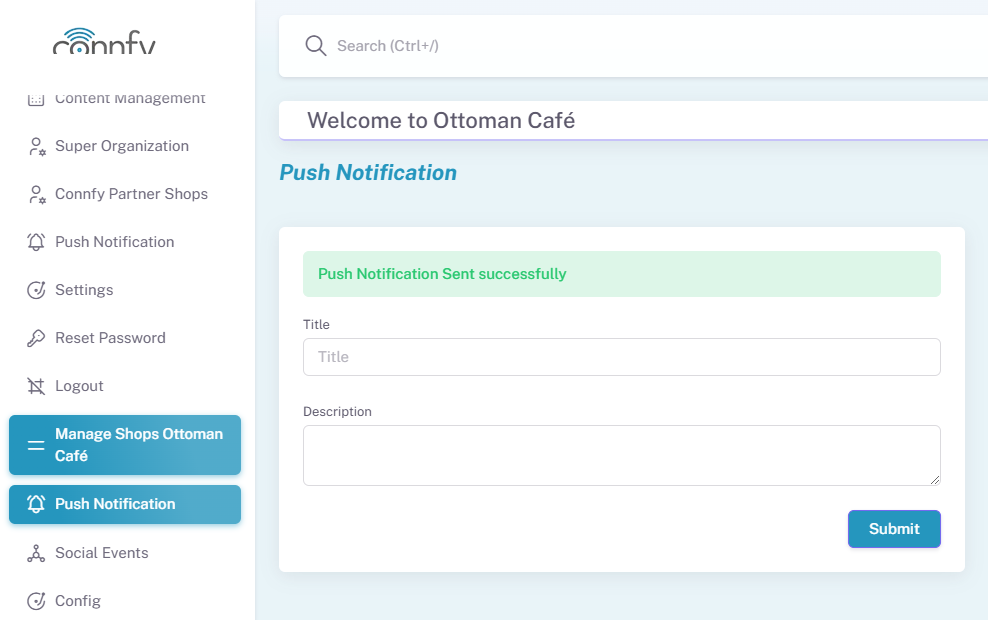 connfy
Content Management
Super Organization
Connfy Partner Shops
Push Notification
Settings
Reset Password
Logout
Manage Shops Ottoman
Café
Push Notification
Social Events
Config
Search (Ctrl+/)
Welcome to Ottoman Café
Push Notification
Push Notification Sent successfully
Title
Title
Description
Submit